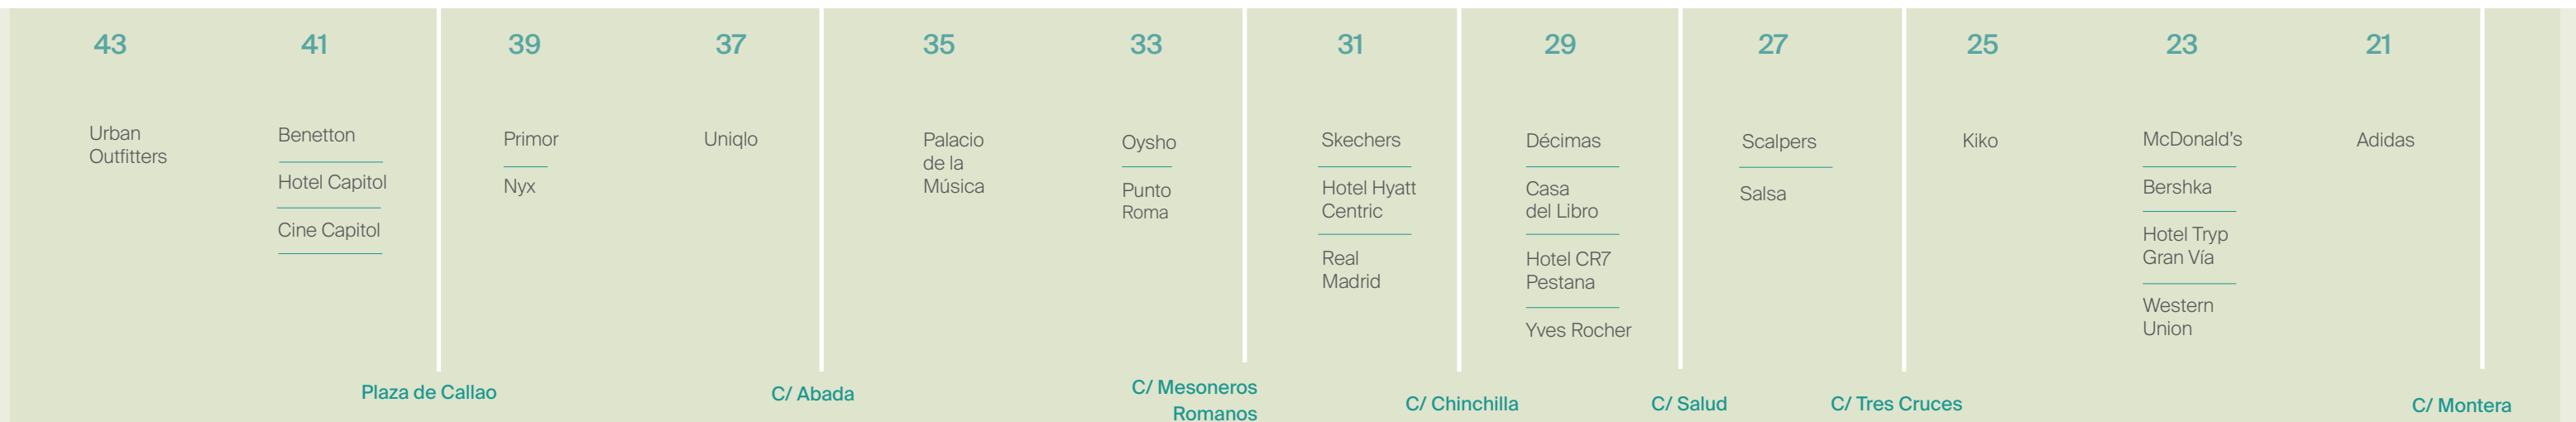 43
Urban
Outfitters
41
Benetton
Hotel Capitol
Cine Capitol
Plaza de Callao
39
Primor
Nyx
37
Uniqlo
C/ Abada
35
Palacio
de la
Música
33
Oysho
Punto
Roma
C/ Mesoneros
Romanos
31
Skechers
Hotel Hyatt
Centric
Real
Madrid
C/ Chinchilla
29
Décimas
Casa
del Libro
Hotel CR7
Pestana
Yves Rocher
C/ Salud
27
Scalpers
Salsa
C/ Tres Cruces
25
Kiko
23
McDonald's
Bershka
Hotel Tryp
Gran Vía
Western
Union
21
Adidas
C/ Montera